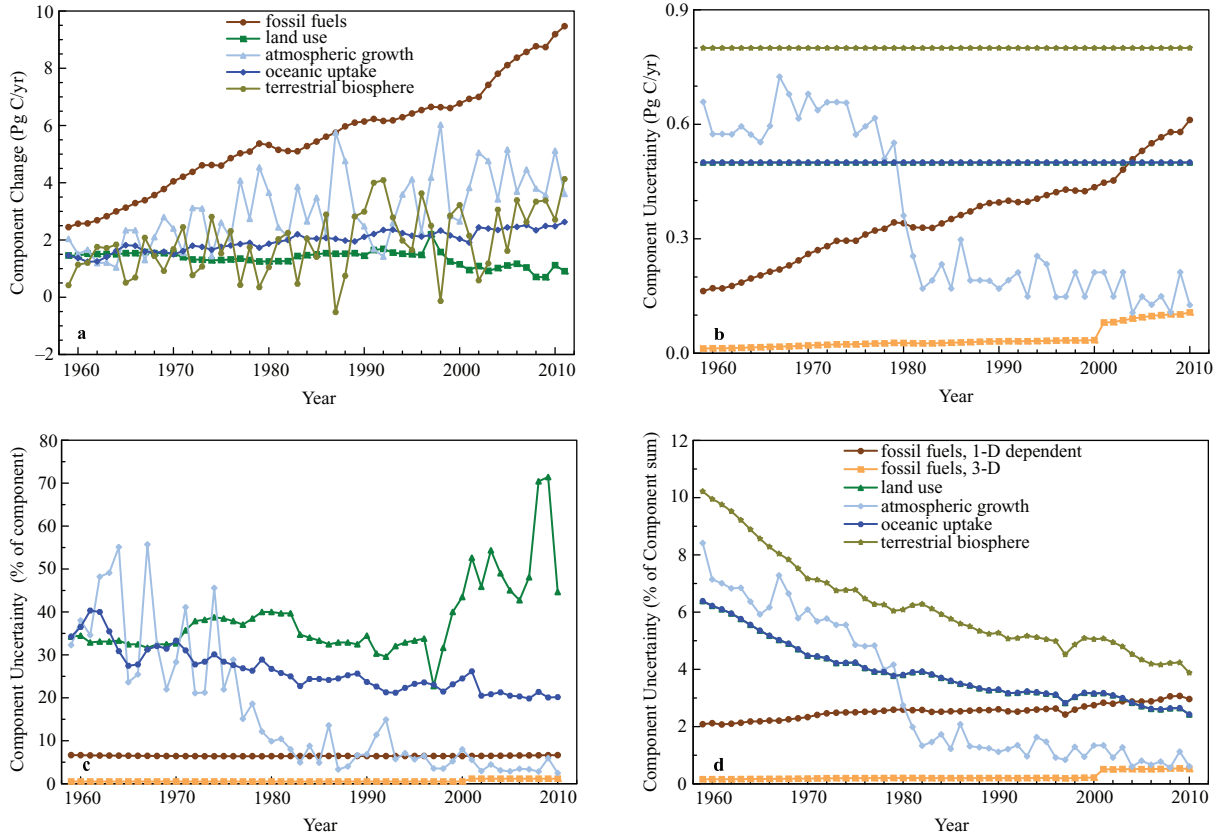 Component Change (Pg C/yr)
10
8
6
4
2
0
−2
fossil fuels
land use
atmospheric growth
oceanic uptake
terrestrial biosphere
a
1960 1970 1980 1990 2000 2010
Year
Component Uncertainty (Pg C/yr)
0.9
0.6
0.3
0.0
b
1960 1970 1980 1990 2000 2010
Year
Component Uncertainty (% of component)
80
70
60
50
40
30
20
10
0
c
1960 1970 1980 1990 2000 2010
Year
Component Uncertainty (% of Component sum)
12
10
8
6
4
2
0
fossil fuels, 1-D dependent
fossil fuels, 3-D
land use
atmospheric growth
oceanic uptake
terrestrial biosphere
d
1960 1970 1980 1990 2000 2010
Year